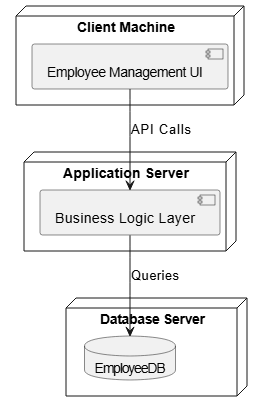 Client Machine
Employee Management UI
API Calls
Application Server
Business Logic Layer
Queries
Database Server
EmployeeDB